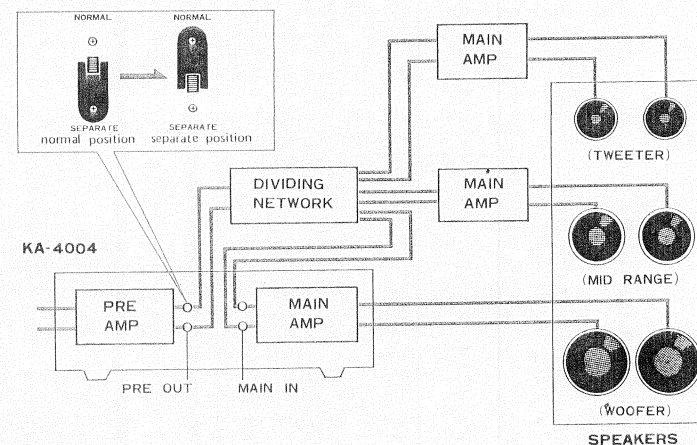 NORMAL
NORMAL
SEPARATE
normal position
SEPARATE
separate position
MAIN
AMP
(TWEETER)
DIVIDING
NETWORK
MAIN
AMP
KA-4004
(MID RANGE)
PRE
AMP
MAIN
AMP
PRE OUT
MAIN IN
(WOOFER)
SPEAKERS